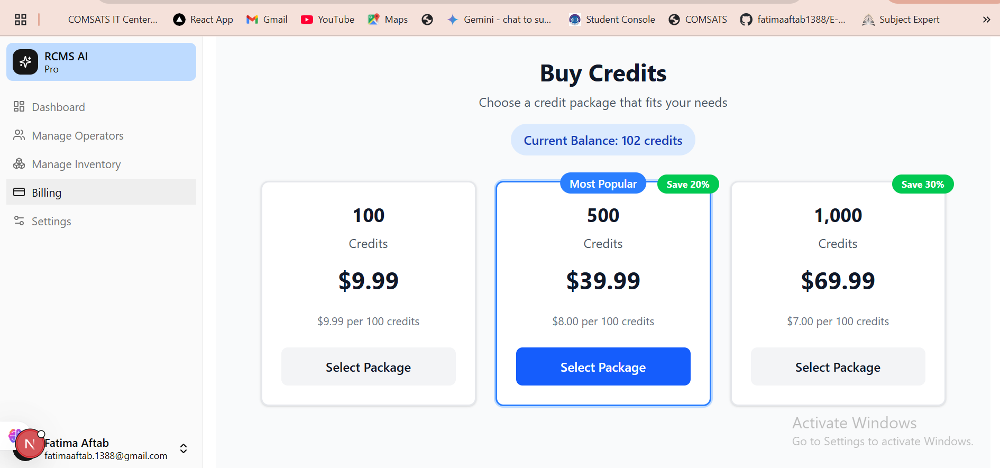 COMSATS IT Center...
React App
Gmail
YouTube
Maps
Gemini - chat to su...
Student Console
COMSATS
fatimaaftab1388/E-...
Subject Expert
RCMS AI
Pro
Dashboard
Manage Operators
Manage Inventory
Billing
Settings
N
Fatima Aftab
fatimaaftab.1388@gmail.com
Buy Credits
Choose a credit package that fits your needs
Current Balance: 102 credits
100
Credits
$9.99
$9.99 per 100 credits
Select Package
Most Popular
Save 20%
500
Credits
$39.99
$8.00 per 100 credits
Select Package
Save 30%
1,000
Credits
$69.99
$7.00 per 100 credits
Select Package
Activate Windows
Go to Settings to activate Windows.